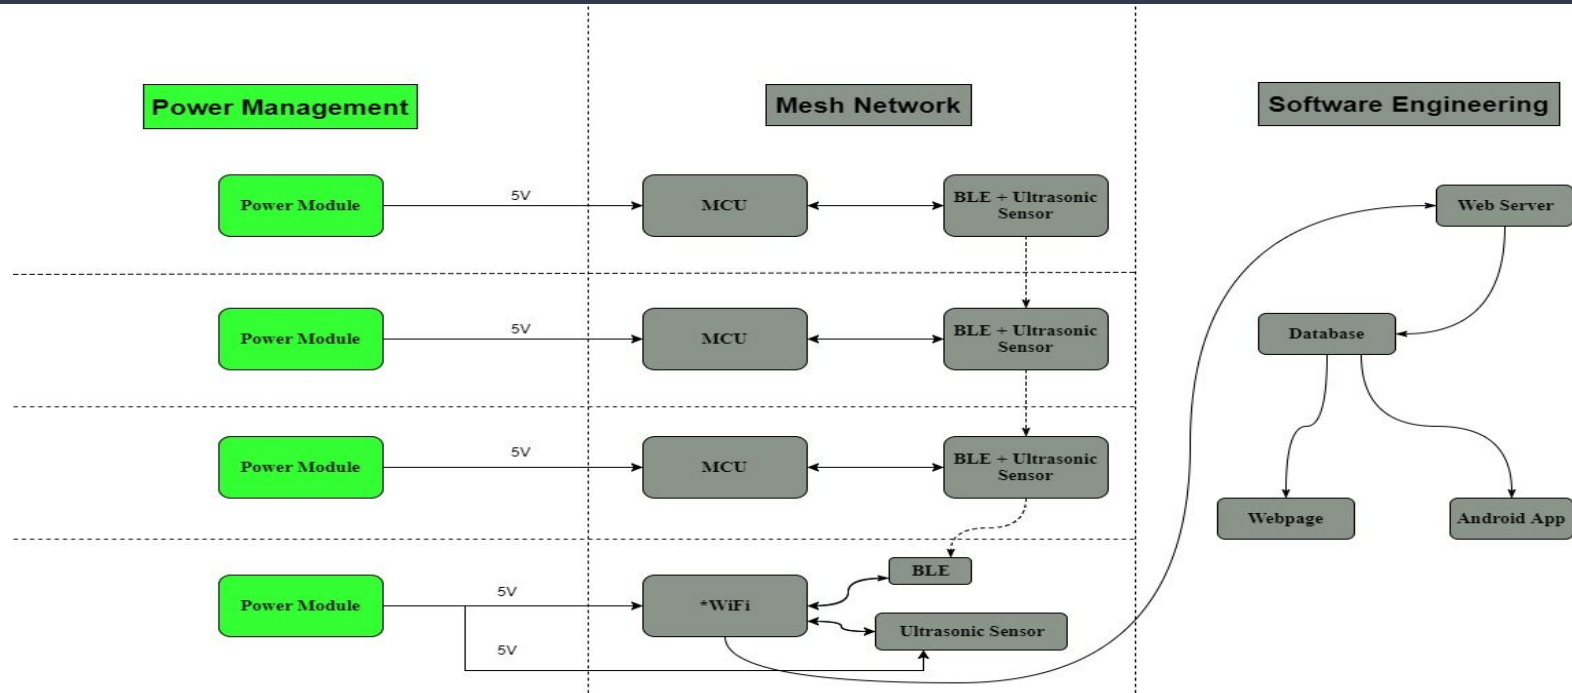 Power Management
Mesh Network
Software Engineering
Power Module
5V
MCU
BLE + Ultrasonic
Sensor
Web Server
Power Module
5V
MCU
BLE + Ultrasonic
Sensor
Database
Power Module
5V
MCU
BLE + Ultrasonic
Sensor
Webpage
Android App
Power Module
5V
*WiFi
BLE
Ultrasonic Sensor
5V